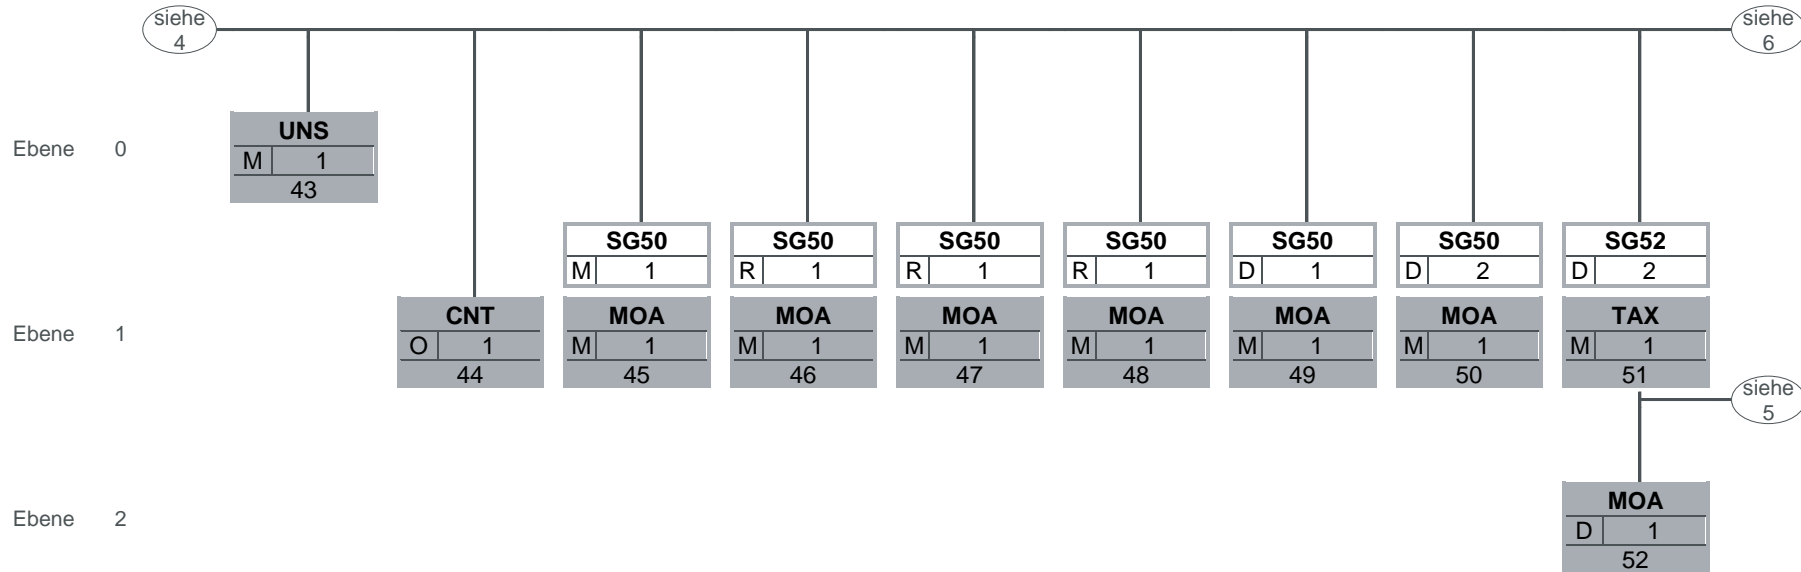 siehe
4
siehe
6
Ebene 0
UNS
M 1
43
SG50
M 1
SG50
R 1
SG50
R 1
SG50
R 1
SG50
D 1
SG50
D 2
SG52
D 2
Ebene 1
CNT
O 1
44
MOA
M 1
45
MOA
M 1
46
MOA
M 1
47
MOA
M 1
48
MOA
M 1
49
MOA
M 1
50
TAX
M 1
51
siehe
5
Ebene 2
MOA
D 1
52